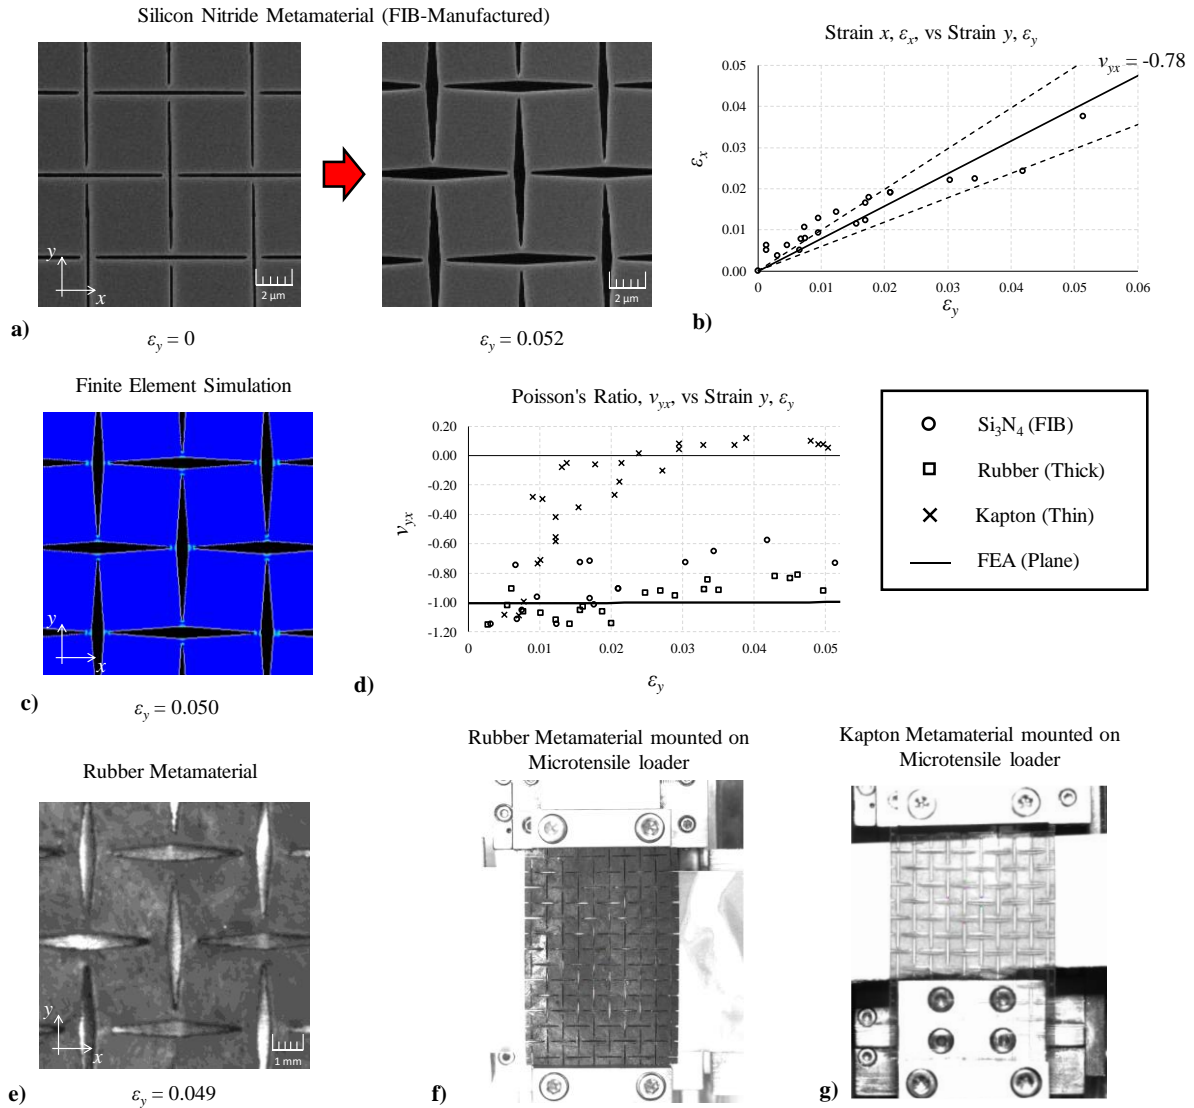 Silicon Nitride Metamaterial (FIB-Manufactured)
y
x
2 µm
2 µm
a)
εy = 0
εy = 0.052
Strain x, εx, vs Strain y, εy
νyx = -0.78
0.05
0.04
0.03
0.02
0.01
0.00
εx
0
0.01
0.02
0.03
0.04
0.05
0.06
εy
b)
Finite Element Simulation
y
x
c)
εy = 0.050
Poisson's Ratio, νyx, vs Strain y, εy
0.20
0.00
-0.20
-0.40
-0.60
-0.80
-1.00
-1.20
νyx
0
0.01
0.02
0.03
0.04
0.05
εy
d)
Si3N4 (FIB)
Rubber (Thick)
Kapton (Thin)
FEA (Plane)
Rubber Metamaterial
y
x
1 mm
e)
εy = 0.049
Rubber Metamaterial mounted on
Microtensile loader
f)
Kapton Metamaterial mounted on
Microtensile loader
g)